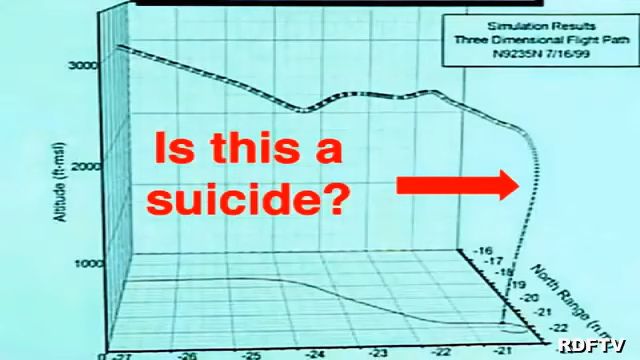 Simulation Results
Three Dimensional Flight Path
N9235N 7/16/99
3000
Is this a
suicide?
2000
Altitude (ft-msl)
1000
-16
-17
-18
-19
-20
-21
-22
North Range (n
0
-27
-26
-25
-24
-23
-22
-21
RDFTV